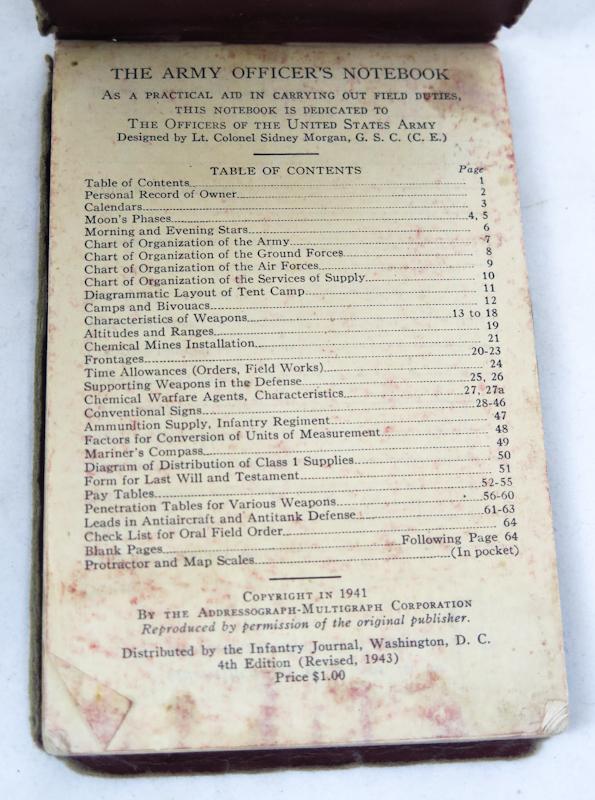 THE ARMY OFFICER'S NOTEBOOK
AS A PRACTICAL AID IN CARRYING OUT FIELD DUTIES,
THIS NOTEBOOK IS DEDICATED TO
THE OFFICERS OF THE UNITED STATES ARMY
Designed by Lt. Colonel Sidney Morgan, G. S. C. (C. E.)
TABLE OF CONTENTS Page
Table of Contents 1
Personal Record of Owner 2
Calendars 3
Moon's Phases 4, 5
Morning and Evening Stars 6
Chart of Organization of the Army 7
Chart of Organization of the Ground Forces 8
Chart of Organization of the Air Forces 9
Chart of Organization of the Services of Supply 10
Diagrammatic Layout of Tent Camp 11
Camps and Bivouacs 12
Characteristics of Weapons 13 to 18
Altitudes and Ranges 19
Chemical Mines Installation 21
Frontages 20-23
Time Allowances (Orders, Field Works) 24
Supporting Weapons in the Defense 25, 26
Chemical Warfare Agents, Characteristics 27, 27a
Conventional Signs 28-46
Ammunition Supply, Infantry Regiment 47
Factors for Conversion of Units of Measurement 48
Mariner's Compass 49
Diagram of Distribution of Class 1 Supplies 50
Form for Last Will and Testament 51
Pay Tables 52-55
Penetration Tables for Various Weapons 56-60
Leads in Antiaircraft and Antitank Defense 61-63
Check List for Oral Field Order 64
Blank Pages Following Page 64
Protractor and Map Scales (In pocket)
COPYRIGHT IN 1941
BY THE ADDRESSOGRAPH-MULTIGRAPH CORPORATION
Reproduced by permission of the original publisher.
Distributed by the Infantry Journal, Washington, D. C.
4th Edition (Revised, 1943)
Price $1.00